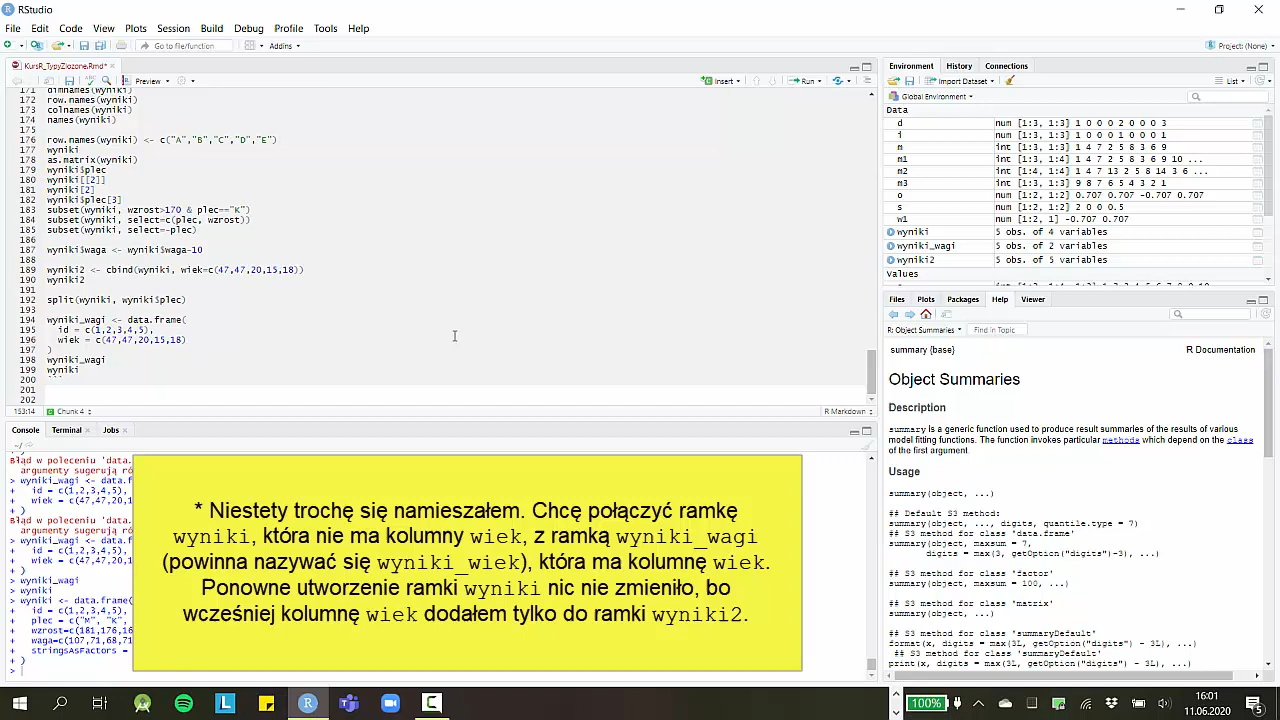 RStudio
File Edit Code View Plots Session Build Debug Profile Tools Help
Go to file/function Addins Project: (None)
KursR_TypyZlozone.Rmd*
Preview Insert Run
171 dimnames(wyniki)
172 row.names(wyniki)
173 colnames(wyniki)
174 names(wyniki)
175
176 row.names(wyniki) <- c("A","B","C","D","E")
177 wyniki
178 as.matrix(wyniki)
179 wyniki$plec
180 wyniki[[2]]
181 wyniki[2]
182 wyniki$plec[3]
183 subset(wyniki, wzrost>170 & plec=="K")
184 subset(wyniki, select=c(plec, wzrost))
185 subset(wyniki, select=-plec)
186
187 wyniki$waga <- wyniki$waga-10
188
189 wyniki2 <- cbind(wyniki, wiek=c(47,47,20,15,18))
190 wyniki2
191
192 split(wyniki, wyniki$plec)
193
194 wyniki_wagi <- data.frame(
195 id = c(1,2,3,4,5),
196 wiek = c(47,47,20,15,18)
197 )
198 wyniki_wagi
199 wyniki
200 ```
201
202
153:14 Chunk 4 R Markdown
Console Terminal Jobs
~/
Błąd w poleceniu 'data.
argumenty sugerują ró
> wyniki_wagi <- data.f
+ id = c(1,2,3,4,5),
+ wiek = c(47,47,20,1
+ )
Błąd w poleceniu 'data.
argumenty sugerują ró
> wyniki_wagi <- data.f
+ id = c(1,2,3,4,5),
+ wiek = c(47,47,20,1
+ )
> wyniki_wagi
> wyniki
> wyniki <- data.frame(
+ id = c(1,2,3,4,5),
+ plec = c("M", "K",
+ wzrost=c(181,176,16
+ waga=c(107,71,68,71
+ stringsAsFactors =
+ )
>
* Niestety trochę się namieszałem. Chcę połączyć ramkę
wyniki, która nie ma kolumny wiek, z ramką wyniki_wagi
(powinna nazywać się wyniki_wiek), która ma kolumnę wiek.
Ponowne utworzenie ramki wyniki nic nie zmieniło, bo
wcześniej kolumnę wiek dodałem tylko do ramki wyniki2.
Environment History Connections
Import Dataset List
Global Environment
Data
d num [1:3, 1:3] 1 0 0 0 2 0 0 0 3
i num [1:3, 1:3] 1 0 0 0 1 0 0 0 1
m int [1:3, 1:3] 1 4 7 2 5 8 3 6 9
m1 int [1:3, 1:4] 1 4 7 2 5 8 3 6 9 10 ...
m2 int [1:4, 1:3] 1 4 7 13 2 5 8 14 3 6 ...
m3 int [1:3, 1:3] 9 8 7 6 5 4 3 2 1
o num [1:2, 1:2] 0.707 0.707 -0.707 0.707
s num [1:2, 1:2] 2 0 0 0.5
w1 num [1:2, 1] -0.707 0.707
wyniki 5 obs. of 4 variables
wyniki_wagi 5 obs. of 2 variables
wyniki2 5 obs. of 5 variables
Values
Files Plots Packages Help Viewer
R: Object Summaries Find in Topic
summary {base} R Documentation
Object Summaries
Description
summary is a generic function used to produce result summaries of the results of various
model fitting functions. The function invokes particular methods which depend on the class
of the first argument.
Usage
summary(object, ...)
## Default S3 method:
summary(object, ..., digits, quantile.type = 7)
## S3 method for class 'data.frame'
summary(object, maxsum = 7,
digits = max(3, getOption("digits")-3), ...)
## S3 method for class 'factor'
summary(object, maxsum = 100, ...)
## S3 method for class 'matrix'
summary(object, ...)
## S3 method for class 'summaryDefault'
format(x, digits = max(3L, getOption("digits") - 3L), ...)
## S3 method for class 'summaryDefault'
print(x, digits = max(3L, getOption("digits") - 3L), ...)
100%
16:01
11.06.2020